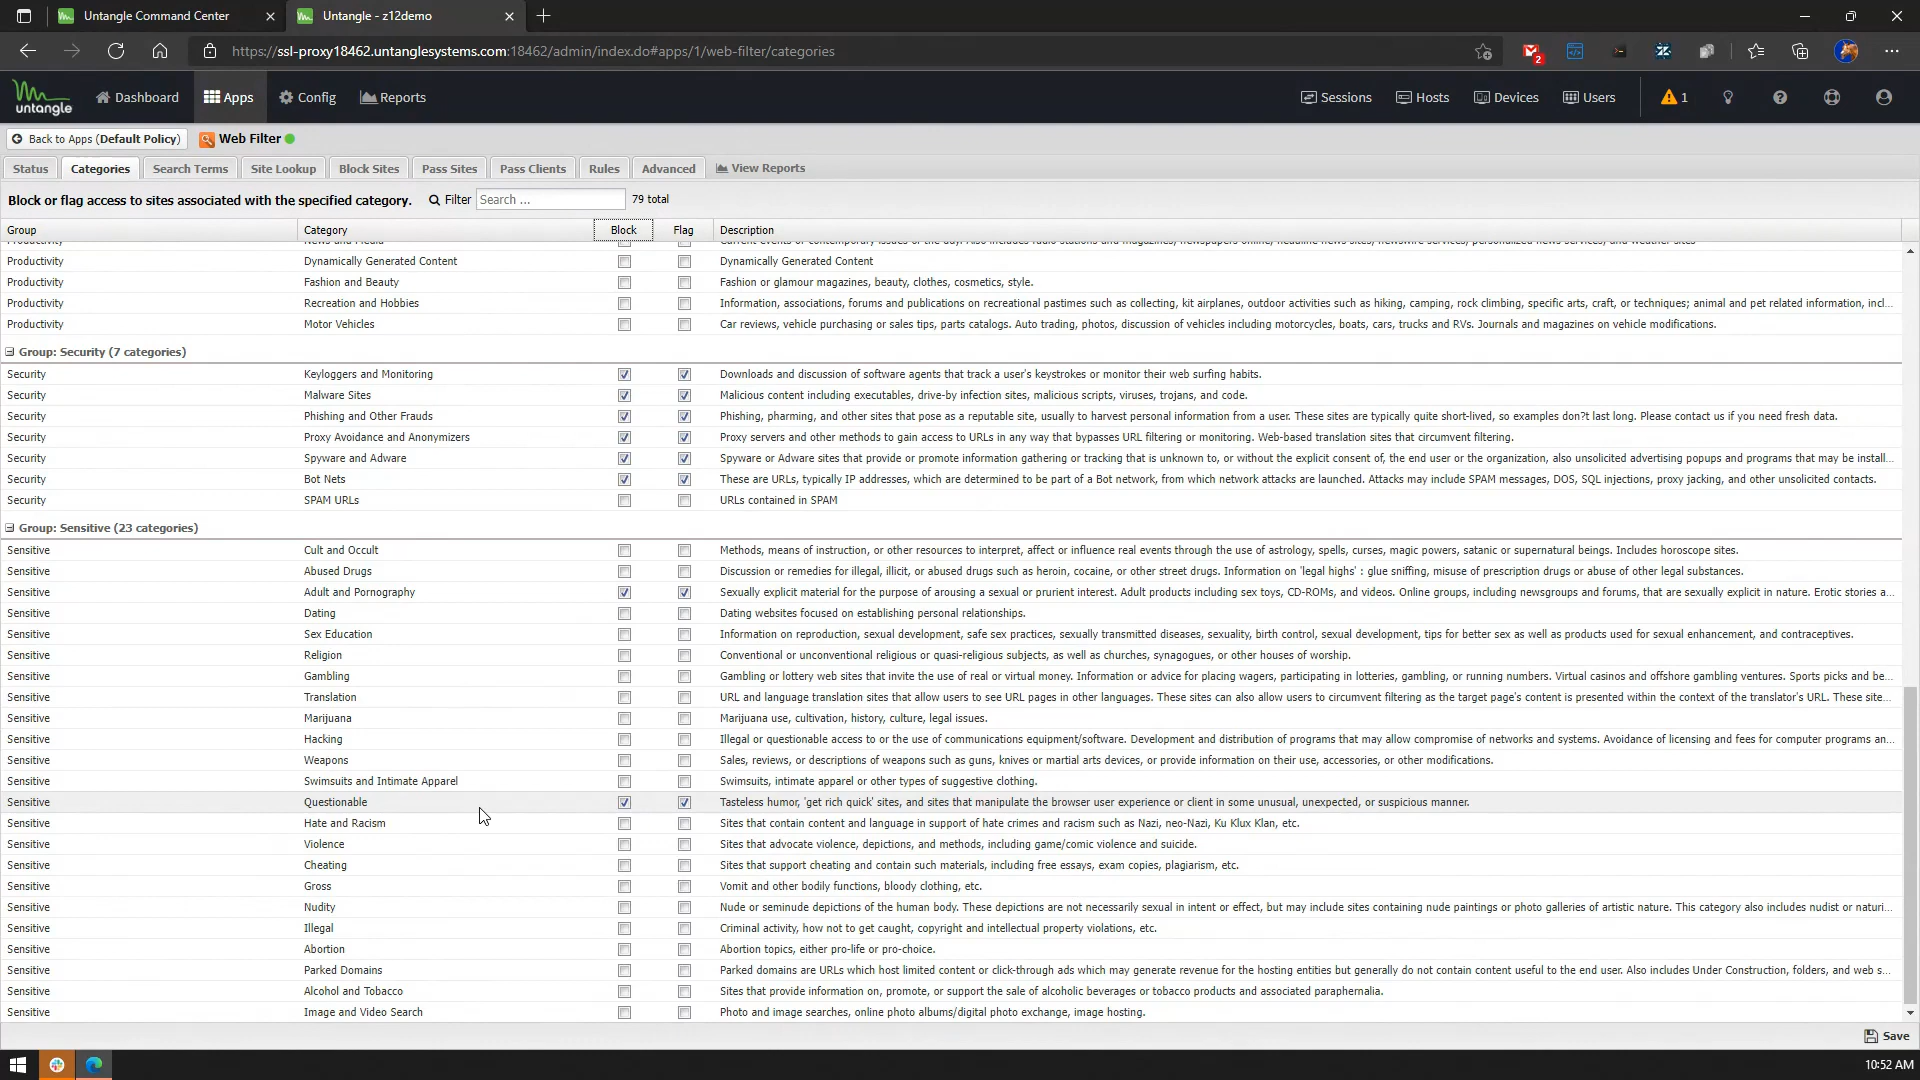 Untangle Command Center
Untangle - z12demo
https://ssl-proxy18462.untanglesystems.com:18462/admin/index.do#apps/1/web-filter/categories
2
untangle
Dashboard
Apps
Config
Reports
Sessions
Hosts
Devices
Users
1
Back to Apps (Default Policy)
Web Filter
Status
Categories
Search Terms
Site Lookup
Block Sites
Pass Sites
Pass Clients
Rules
Advanced
View Reports
Block or flag access to sites associated with the specified category.
Filter
Search ...
79 total
Group Category Block Flag Description
Productivity News and Media Current events or contemporary issues of the day. Also includes radio stations and magazines, newspapers online, headline news sites, newswire services, personalized news services, and weather sites
Productivity Dynamically Generated Content Dynamically Generated Content
Productivity Fashion and Beauty Fashion or glamour magazines, beauty, clothes, cosmetics, style.
Productivity Recreation and Hobbies Information, associations, forums and publications on recreational pastimes such as collecting, kit airplanes, outdoor activities such as hiking, camping, rock climbing, specific arts, craft, or techniques; animal and pet related information, incl...
Productivity Motor Vehicles Car reviews, vehicle purchasing or sales tips, parts catalogs. Auto trading, photos, discussion of vehicles including motorcycles, boats, cars, trucks and RVs. Journals and magazines on vehicle modifications.
Group: Security (7 categories)
Security Keyloggers and Monitoring Downloads and discussion of software agents that track a user's keystrokes or monitor their web surfing habits.
Security Malware Sites Malicious content including executables, drive-by infection sites, malicious scripts, viruses, trojans, and code.
Security Phishing and Other Frauds Phishing, pharming, and other sites that pose as a reputable site, usually to harvest personal information from a user. These sites are typically quite short-lived, so examples don?t last long. Please contact us if you need fresh data.
Security Proxy Avoidance and Anonymizers Proxy servers and other methods to gain access to URLs in any way that bypasses URL filtering or monitoring. Web-based translation sites that circumvent filtering.
Security Spyware and Adware Spyware or Adware sites that provide or promote information gathering or tracking that is unknown to, or without the explicit consent of, the end user or the organization, also unsolicited advertising popups and programs that may be install...
Security Bot Nets These are URLs, typically IP addresses, which are determined to be part of a Bot network, from which network attacks are launched. Attacks may include SPAM messages, DOS, SQL injections, proxy jacking, and other unsolicited contacts.
Security SPAM URLs URLs contained in SPAM
Group: Sensitive (23 categories)
Sensitive Cult and Occult Methods, means of instruction, or other resources to interpret, affect or influence real events through the use of astrology, spells, curses, magic powers, satanic or supernatural beings. Includes horoscope sites.
Sensitive Abused Drugs Discussion or remedies for illegal, illicit, or abused drugs such as heroin, cocaine, or other street drugs. Information on 'legal highs' : glue sniffing, misuse of prescription drugs or abuse of other legal substances.
Sensitive Adult and Pornography Sexually explicit material for the purpose of arousing a sexual or prurient interest. Adult products including sex toys, CD-ROMs, and videos. Online groups, including newsgroups and forums, that are sexually explicit in nature. Erotic stories a...
Sensitive Dating Dating websites focused on establishing personal relationships.
Sensitive Sex Education Information on reproduction, sexual development, safe sex practices, sexually transmitted diseases, sexuality, birth control, sexual development, tips for better sex as well as products used for sexual enhancement, and contraceptives.
Sensitive Religion Conventional or unconventional religious or quasi-religious subjects, as well as churches, synagogues, or other houses of worship.
Sensitive Gambling Gambling or lottery web sites that invite the use of real or virtual money. Information or advice for placing wagers, participating in lotteries, gambling, or running numbers. Virtual casinos and offshore gambling ventures. Sports picks and be...
Sensitive Translation URL and language translation sites that allow users to see URL pages in other languages. These sites can also allow users to circumvent filtering as the target page's content is presented within the context of the translator's URL. These site...
Sensitive Marijuana Marijuana use, cultivation, history, culture, legal issues.
Sensitive Hacking Illegal or questionable access to or the use of communications equipment/software. Development and distribution of programs that may allow compromise of networks and systems. Avoidance of licensing and fees for computer programs an...
Sensitive Weapons Sales, reviews, or descriptions of weapons such as guns, knives or martial arts devices, or provide information on their use, accessories, or other modifications.
Sensitive Swimsuits and Intimate Apparel Swimsuits, intimate apparel or other types of suggestive clothing.
Sensitive Questionable Tasteless humor, 'get rich quick' sites, and sites that manipulate the browser user experience or client in some unusual, unexpected, or suspicious manner.
Sensitive Hate and Racism Sites that contain content and language in support of hate crimes and racism such as Nazi, neo-Nazi, Ku Klux Klan, etc.
Sensitive Violence Sites that advocate violence, depictions, and methods, including game/comic violence and suicide.
Sensitive Cheating Sites that support cheating and contain such materials, including free essays, exam copies, plagiarism, etc.
Sensitive Gross Vomit and other bodily functions, bloody clothing, etc.
Sensitive Nudity Nude or seminude depictions of the human body. These depictions are not necessarily sexual in intent or effect, but may include sites containing nude paintings or photo galleries of artistic nature. This category also includes nudist or naturi...
Sensitive Illegal Criminal activity, how not to get caught, copyright and intellectual property violations, etc.
Sensitive Abortion Abortion topics, either pro-life or pro-choice.
Sensitive Parked Domains Parked domains are URLs which host limited content or click-through ads which may generate revenue for the hosting entities but generally do not contain content useful to the end user. Also includes Under Construction, folders, and web s...
Sensitive Alcohol and Tobacco Sites that provide information on, promote, or support the sale of alcoholic beverages or tobacco products and associated paraphernalia.
Sensitive Image and Video Search Photo and image searches, online photo albums/digital photo exchange, image hosting.
Save
10:52 AM